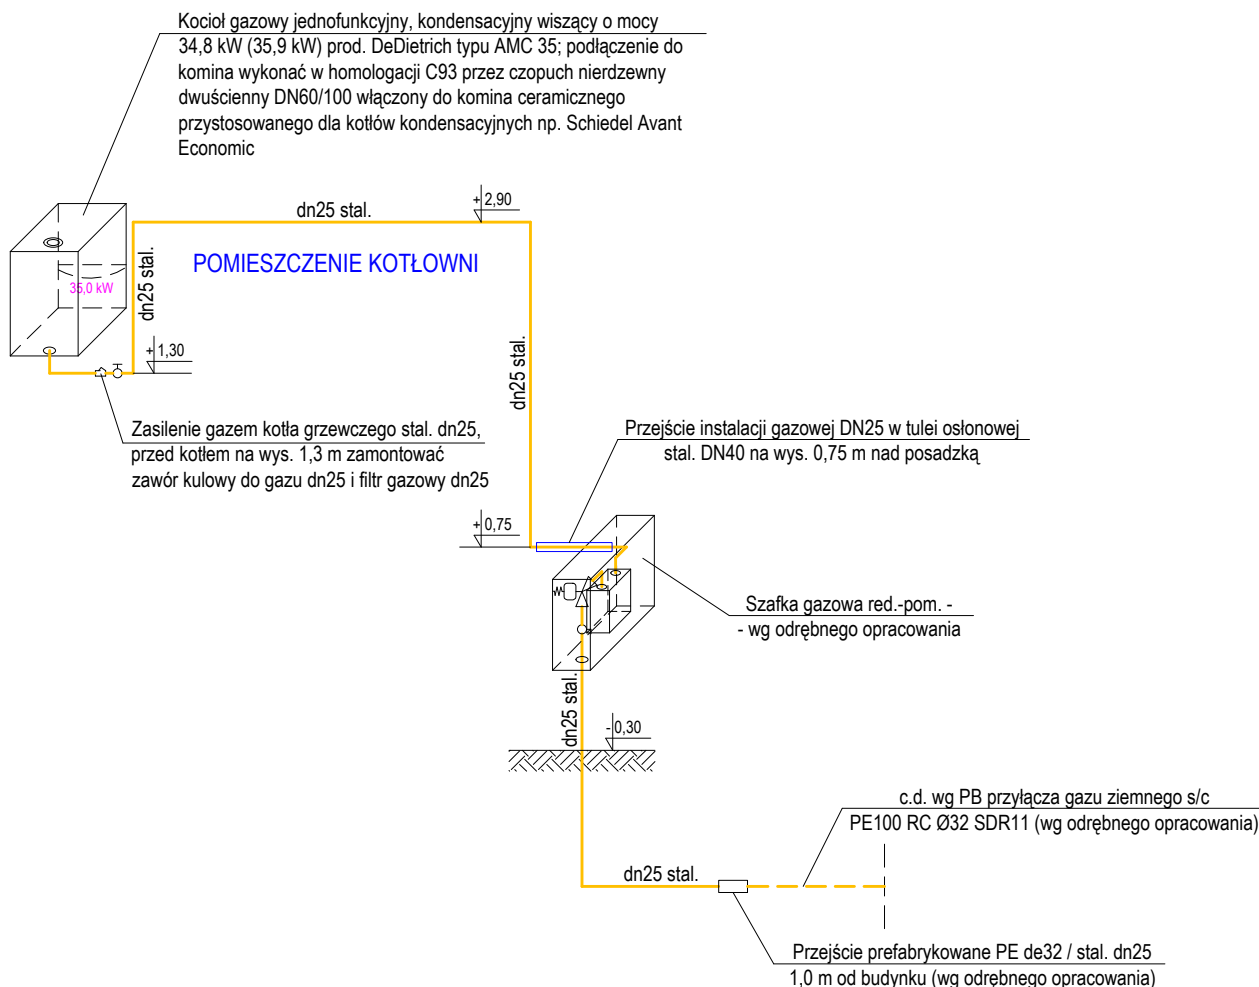 Kocioł gazowy jednofunkcyjny, kondensacyjny wiszący o mocy
34,8 kW (35,9 kW) prod. DeDietrich typu AMC 35; podłączenie do
komina wykonać w homologacji C93 przez czopuch nierdzewny
dwuścienny DN60/100 włączony do komina ceramicznego
przystosowanego dla kotłów kondensacyjnych np. Schiedel Avant
Economic
dn25 stal.
+ 2,90
POMIESZCZENIE KOTŁOWNI
dn25 stal.
35,0 kW
+ 1,30
dn25 stal.
Zasilenie gazem kotła grzewczego stal. dn25,
przed kotłem na wys. 1,3 m zamontować
zawór kulowy do gazu dn25 i filtr gazowy dn25
Przejście instalacji gazowej DN25 w tulei osłonowej
stal. DN40 na wys. 0,75 m nad posadzką
+ 0,75
Szafka gazowa red.-pom. -
- wg odrębnego opracowania
dn25 stal.
- 0,30
c.d. wg PB przyłącza gazu ziemnego s/c
PE100 RC Ø32 SDR11 (wg odrębnego opracowania)
dn25 stal.
Przejście prefabrykowane PE de32 / stal. dn25
1,0 m od budynku (wg odrębnego opracowania)